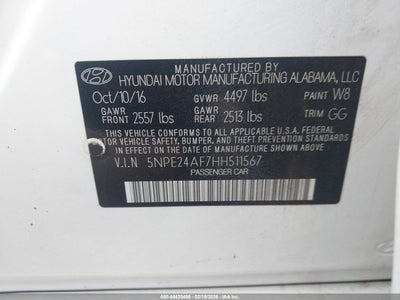 MANUFACTURED BY
HYUNDAI MOTOR MANUFACTURING ALABAMA, LLC
Oct/10/16 GVWR 4497 lbs PAINT W8
GAWR FRONT 2557 lbs GAWR REAR 2513 lbs TRIM GG
THIS VEHICLE CONFORMS TO ALL APPLICABLE U.S. FEDERAL
MOTOR VEHICLE SAFETY, BUMPER, AND THEFT PREVENTION STANDARDS
IN EFFECT ON THE DATE OF MANUFACTURE SHOWN ABOVE.
V.I.N 5NPE24AF7HH511567
PASSENGER CAR